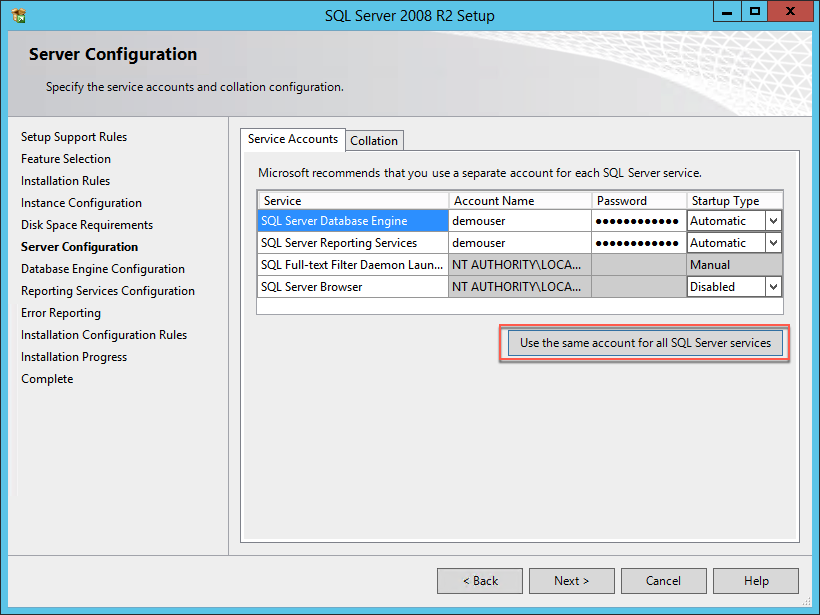 SQL Server 2008 R2 Setup
Server Configuration
Specify the service accounts and collation configuration.
Setup Support Rules
Feature Selection
Installation Rules
Instance Configuration
Disk Space Requirements
Server Configuration
Database Engine Configuration
Reporting Services Configuration
Error Reporting
Installation Configuration Rules
Installation Progress
Complete
Service Accounts Collation
Microsoft recommends that you use a separate account for each SQL Server service.
Service Account Name Password Startup Type
SQL Server Database Engine demouser ●●●●●●●●●●●● Automatic
SQL Server Reporting Services demouser ●●●●●●●●●●●● Automatic
SQL Full-text Filter Daemon Laun... NT AUTHORITY\LOCA... Manual
SQL Server Browser NT AUTHORITY\LOCA... Disabled
Use the same account for all SQL Server services
< Back Next > Cancel Help